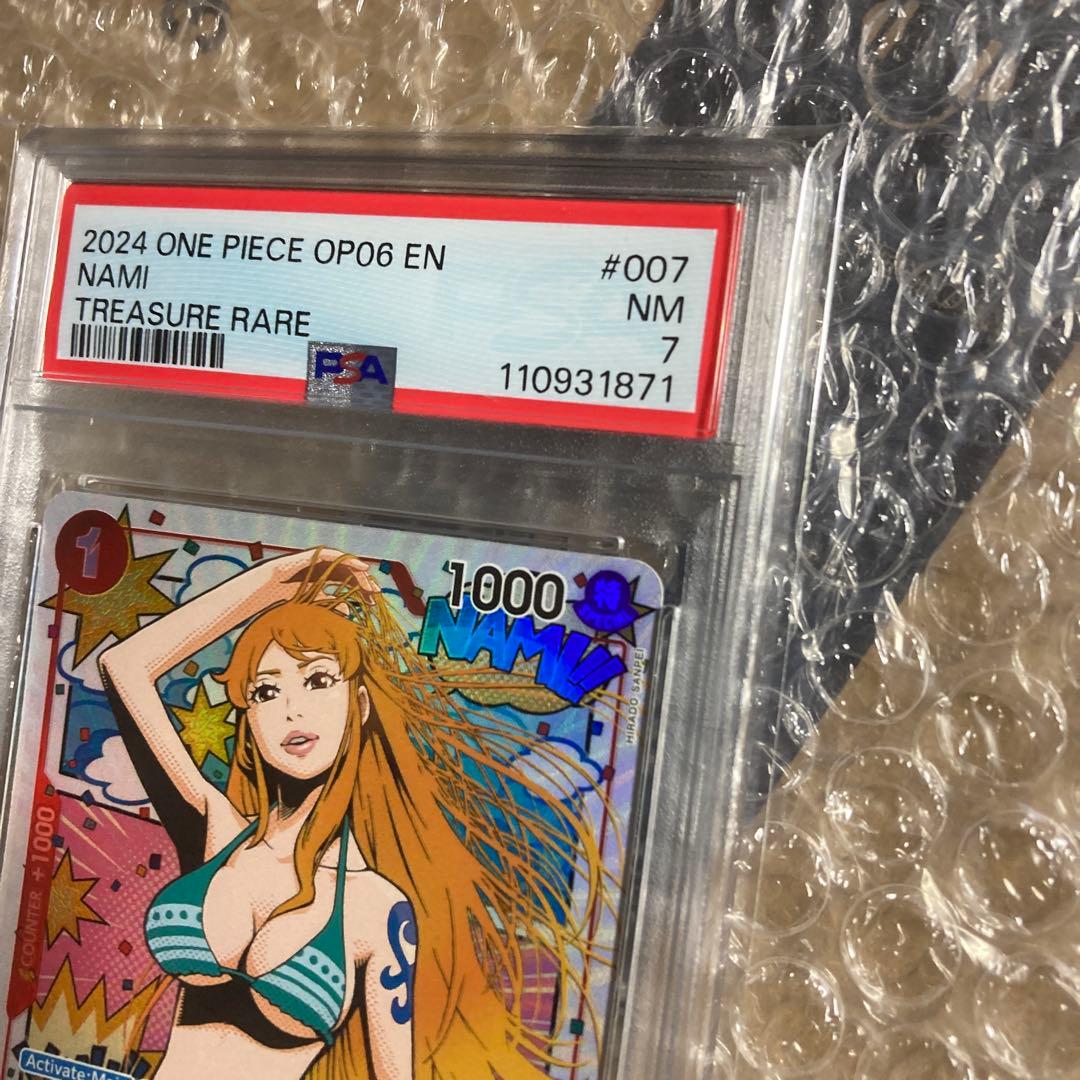 2024 ONE PIECE OP06 EN
#007
NAMI
NM
TREASURE RARE
7
PSA
110931871
1
1000
特
NAMI!!
HIRADO SANPEI
COUNTER +1000